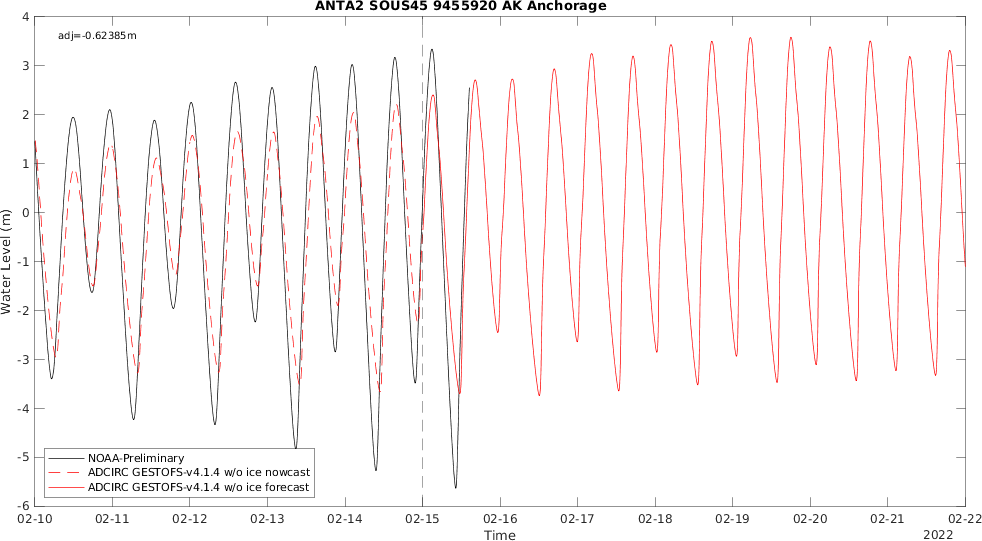 ANTA2 SOUS45 9455920 AK Anchorage
adj=-0.62385m
4
3
2
1
0
-1
-2
-3
-4
-5
-6
Water Level (m)
NOAA-Preliminary
ADCIRC GESTOFS-v4.1.4 w/o ice nowcast
ADCIRC GESTOFS-v4.1.4 w/o ice forecast
02-10 02-11 02-12 02-13 02-14 02-15 02-16 02-17 02-18 02-19 02-20 02-21 02-22
Time
2022